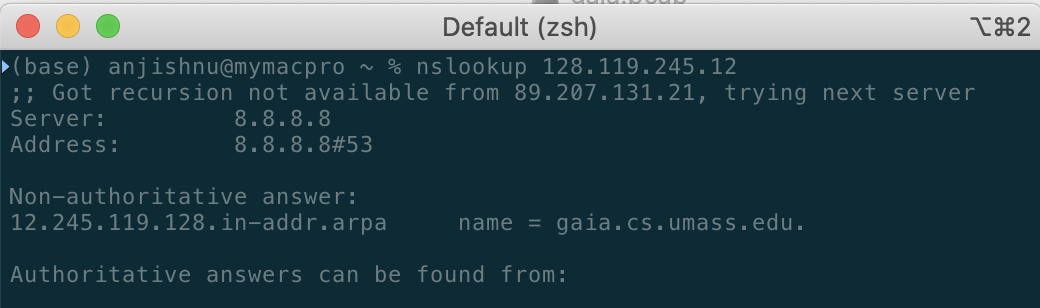 Default (zsh)
⌥⌘2
(base) anjishnu@mymacpro ~ % nslookup 128.119.245.12
;; Got recursion not available from 89.207.131.21, trying next server
Server:         8.8.8.8
Address:        8.8.8.8#53
Non-authoritative answer:
12.245.119.128.in-addr.arpa     name = gaia.cs.umass.edu.
Authoritative answers can be found from: